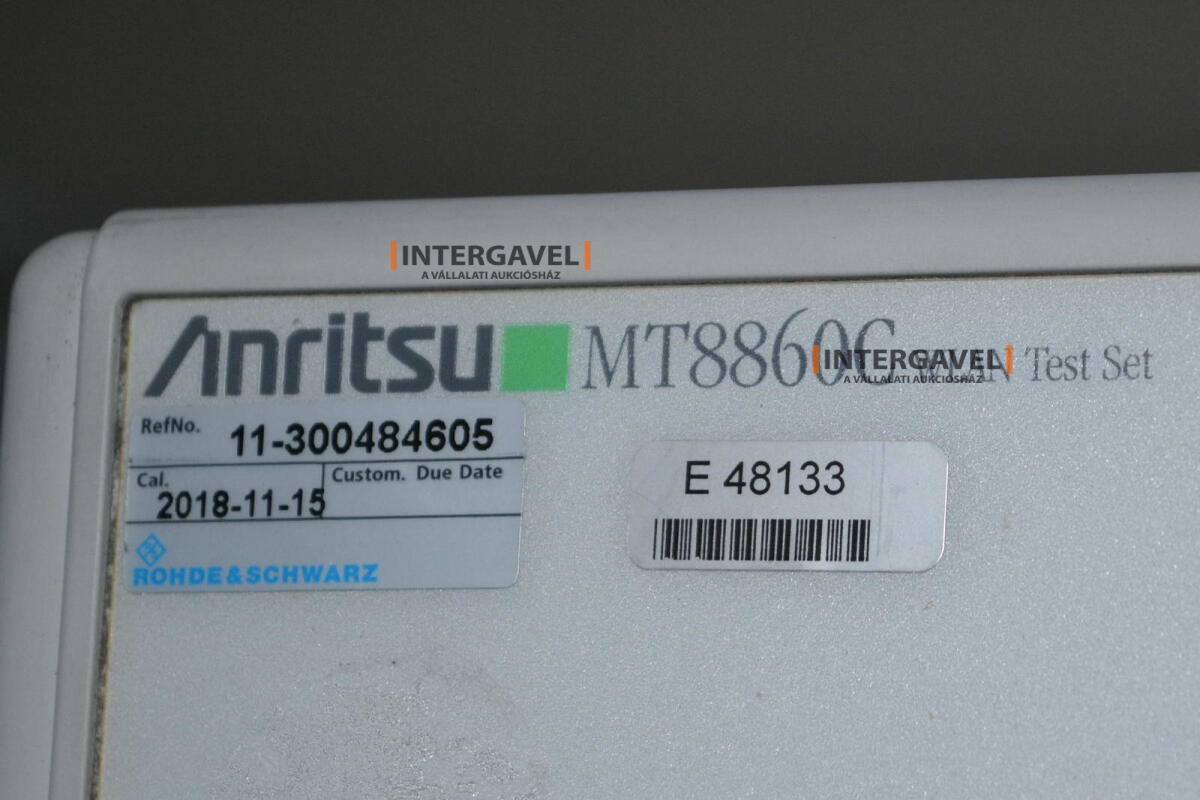 INTERGAVEL
A VÁLLALATI AUKCIÓSHÁZ
Anritsu MT8860C WLAN Test Set
INTERGAVEL
A VÁLLALATI AUKCIÓSHÁZ
RefNo. 11-300484605
Cal. Custom. Due Date
2018-11-15
ROHDE&SCHWARZ
E 48133